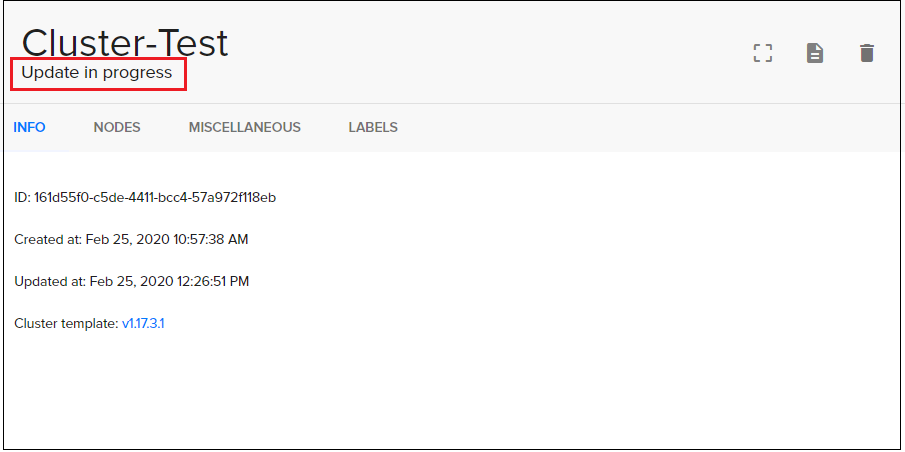 Cluster-Test
Update in progress
INFO NODES MISCELLANEOUS LABELS
ID: 161d55f0-c5de-4411-bcc4-57a972f118eb
Created at: Feb 25, 2020 10:57:38 AM
Updated at: Feb 25, 2020 12:26:51 PM
Cluster template: v1.17.3.1